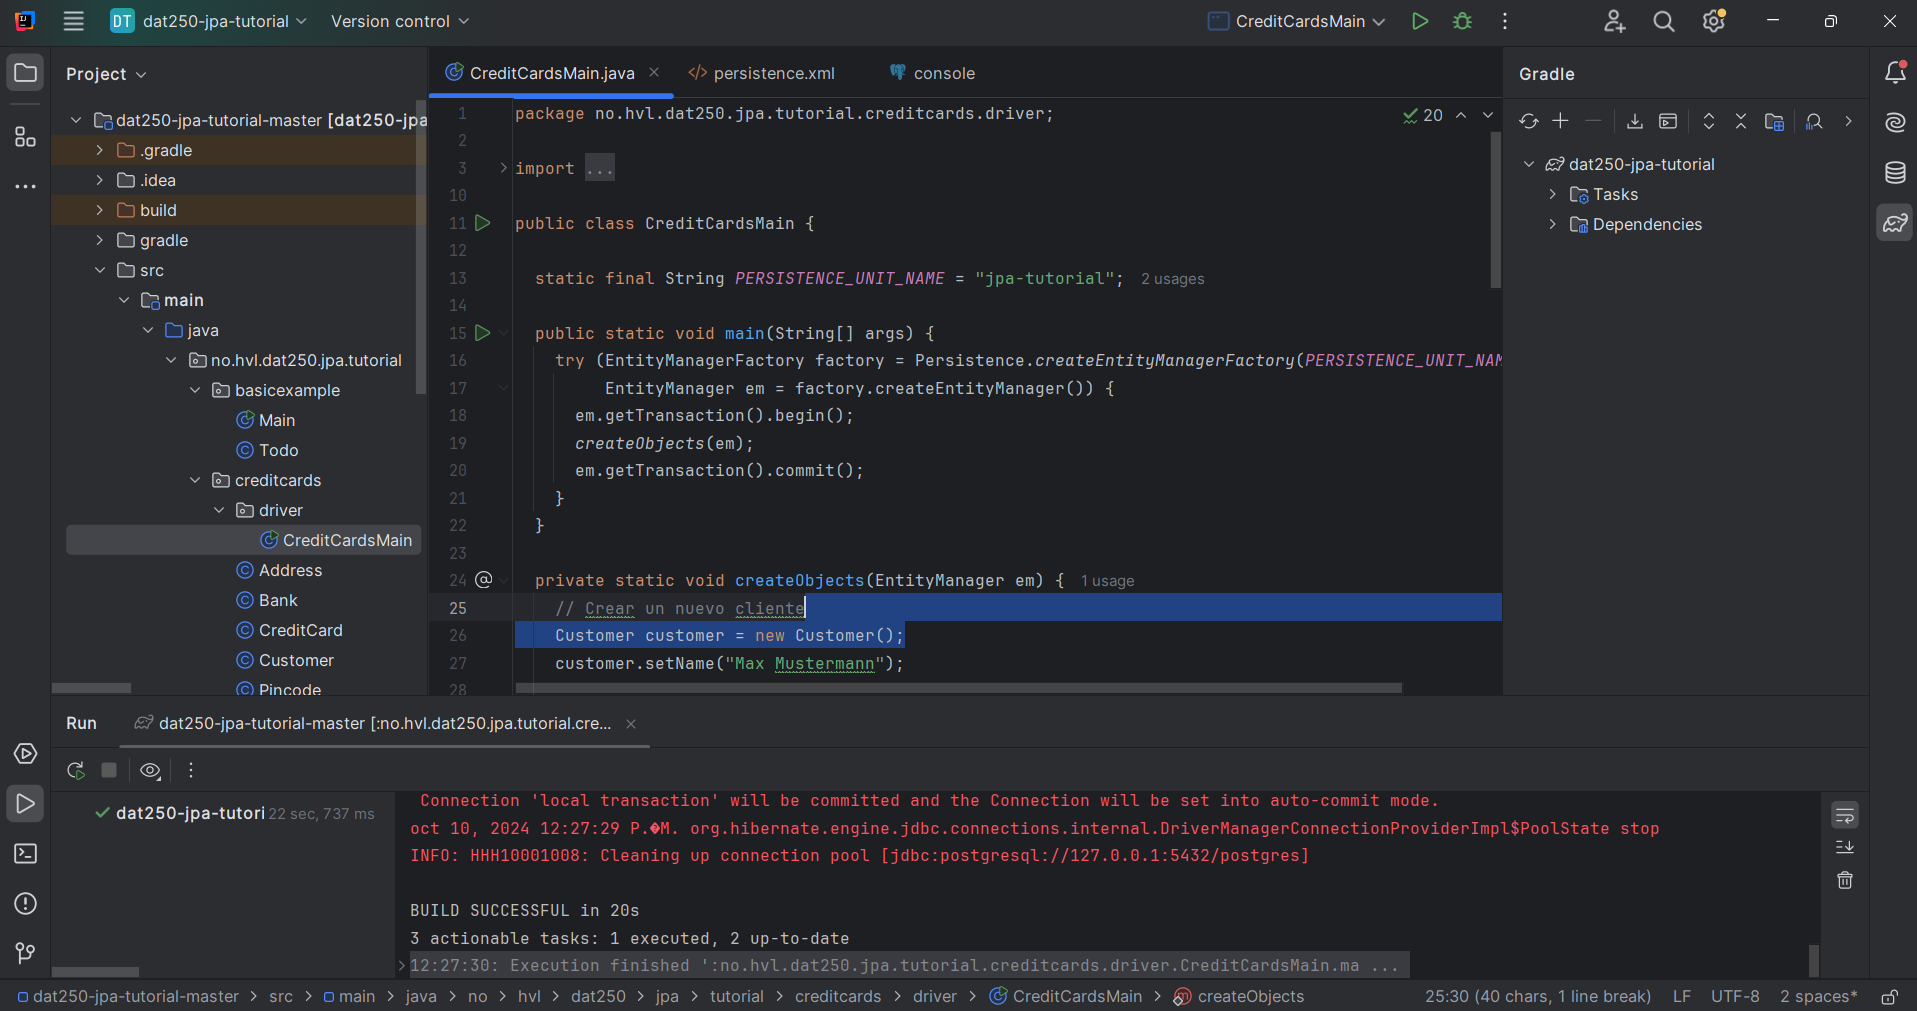 DT dat250-jpa-tutorial Version control CreditCardsMain
Project
dat250-jpa-tutorial-master [dat250-jpa
.gradle
.idea
build
gradle
src
main
java
no.hvl.dat250.jpa.tutorial
basicexample
Main
Todo
creditcards
driver
CreditCardsMain
Address
Bank
CreditCard
Customer
Pincode
CreditCardsMain.java persistence.xml console
20
1 package no.hvl.dat250.jpa.tutorial.creditcards.driver;
2
3 import ...
10
11 public class CreditCardsMain {
12
13 static final String PERSISTENCE_UNIT_NAME = "jpa-tutorial"; 2 usages
14
15 public static void main(String[] args) {
16 try (EntityManagerFactory factory = Persistence.createEntityManagerFactory(PERSISTENCE_UNIT_NAM
17 EntityManager em = factory.createEntityManager()) {
18 em.getTransaction().begin();
19 createObjects(em);
20 em.getTransaction().commit();
21 }
22 }
23
24 @ private static void createObjects(EntityManager em) { 1 usage
25 // Crear un nuevo cliente
26 Customer customer = new Customer();
27 customer.setName("Max Mustermann");
28
Gradle
dat250-jpa-tutorial
Tasks
Dependencies
Run dat250-jpa-tutorial-master [:no.hvl.dat250.jpa.tutorial.cre...
dat250-jpa-tutori 22 sec, 737 ms
Connection 'local transaction' will be committed and the Connection will be set into auto-commit mode.
oct 10, 2024 12:27:29 P.�M. org.hibernate.engine.jdbc.connections.internal.DriverManagerConnectionProviderImpl$PoolState stop
INFO: HHH10001008: Cleaning up connection pool [jdbc:postgresql://127.0.0.1:5432/postgres]
BUILD SUCCESSFUL in 20s
3 actionable tasks: 1 executed, 2 up-to-date
12:27:30: Execution finished ':no.hvl.dat250.jpa.tutorial.creditcards.driver.CreditCardsMain.ma ...
dat250-jpa-tutorial-master > src > main > java > no > hvl > dat250 > jpa > tutorial > creditcards > driver > CreditCardsMain > createObjects 25:30 (40 chars, 1 line break) LF UTF-8 2 spaces*